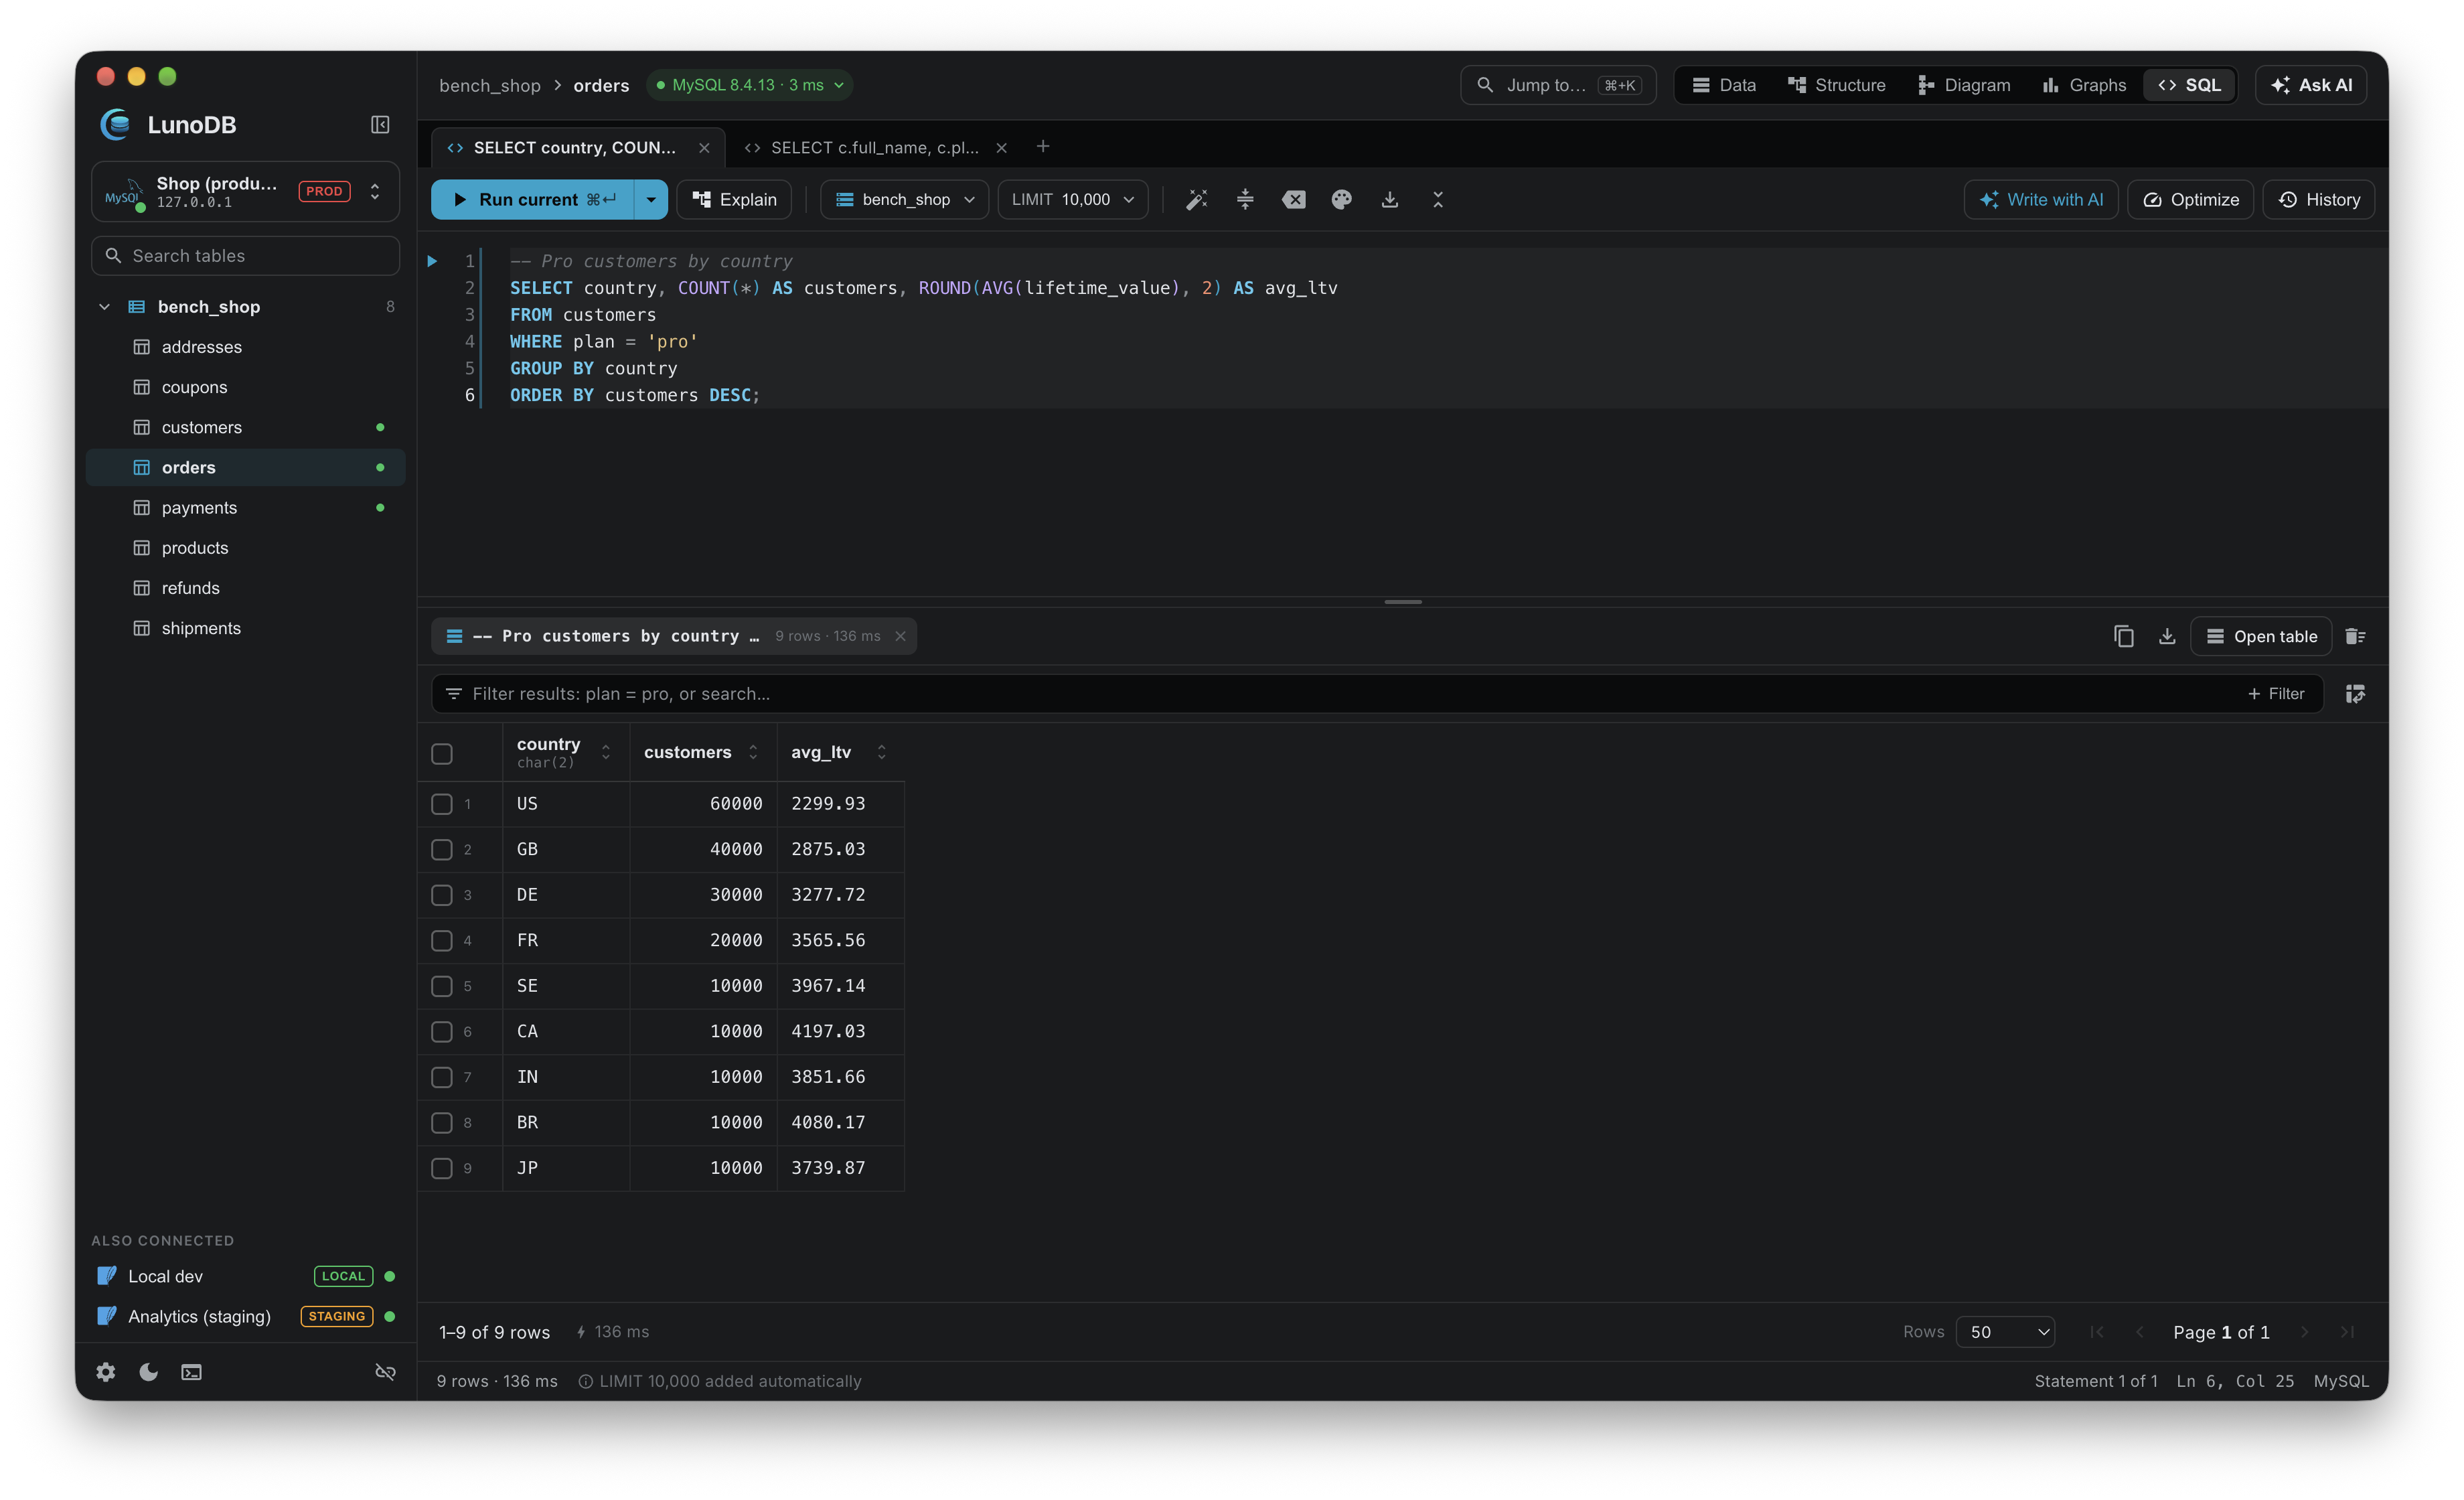 LunoDB
MySQL
Shop (produ...
PROD
127.0.0.1
Search tables
bench_shop 8
addresses
coupons
customers
orders
payments
products
refunds
shipments
ALSO CONNECTED
Local dev LOCAL
Analytics (staging) STAGING
bench_shop > orders MySQL 8.4.13 · 3 ms
Jump to... ⌘+K Data Structure Diagram Graphs <> SQL Ask AI
<> SELECT country, COUN... × <> SELECT c.full_name, c.pl... × +
Run current ⌘↵ Explain bench_shop LIMIT 10,000 Write with AI Optimize History
1 -- Pro customers by country
2 SELECT country, COUNT(*) AS customers, ROUND(AVG(lifetime_value), 2) AS avg_ltv
3 FROM customers
4 WHERE plan = 'pro'
5 GROUP BY country
6 ORDER BY customers DESC;
-- Pro customers by country … 9 rows · 136 ms × Open table
Filter results: plan = pro, or search... + Filter
country customers avg_ltv
char(2)
1 US 60000 2299.93
2 GB 40000 2875.03
3 DE 30000 3277.72
4 FR 20000 3565.56
5 SE 10000 3967.14
6 CA 10000 4197.03
7 IN 10000 3851.66
8 BR 10000 4080.17
9 JP 10000 3739.87
1–9 of 9 rows 136 ms Rows 50 Page 1 of 1
9 rows · 136 ms LIMIT 10,000 added automatically Statement 1 of 1 Ln 6, Col 25 MySQL